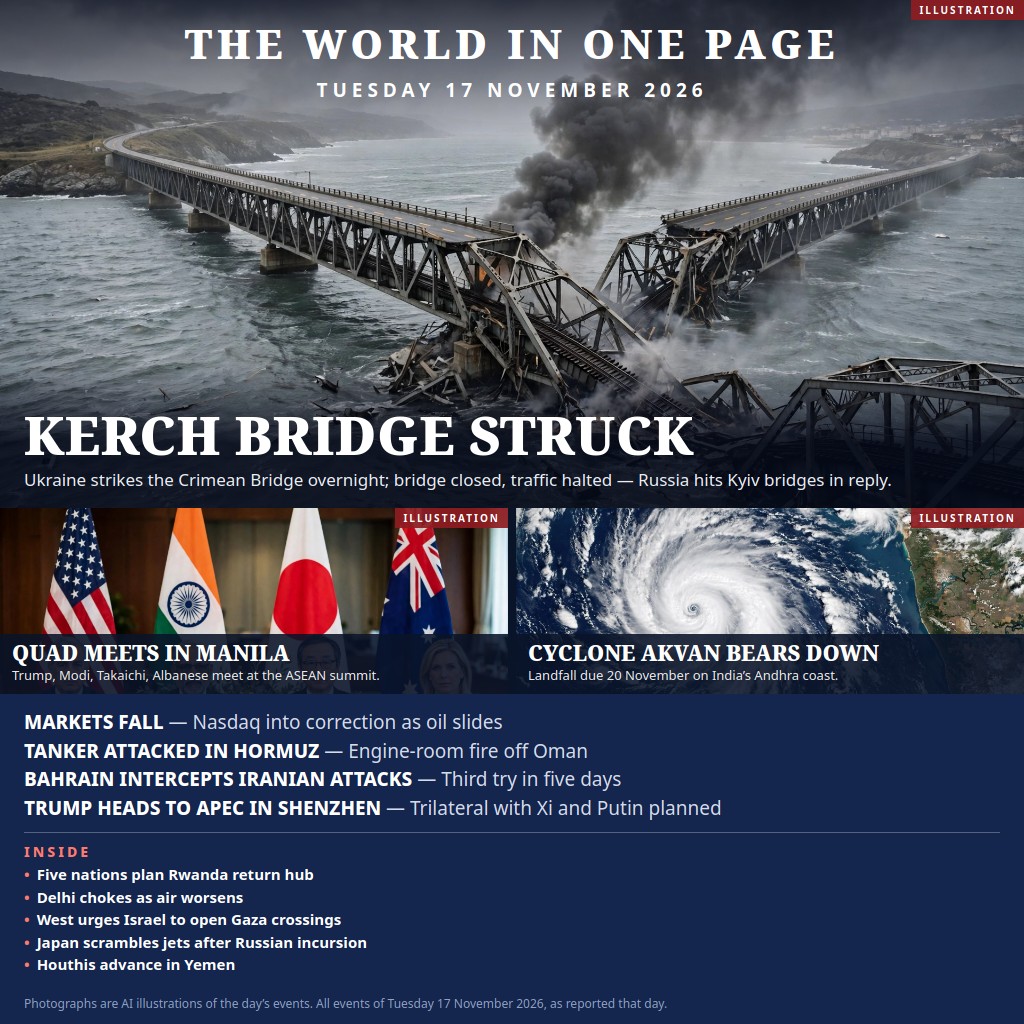 ILLUSTRATION
THE WORLD IN ONE PAGE
TUESDAY 17 NOVEMBER 2026
KERCH BRIDGE STRUCK
Ukraine strikes the Crimean Bridge overnight; bridge closed, traffic halted — Russia hits Kyiv bridges in reply.
ILLUSTRATION
QUAD MEETS IN MANILA
Trump, Modi, Takaichi, Albanese meet at the ASEAN summit.
ILLUSTRATION
CYCLONE AKVAN BEARS DOWN
Landfall due 20 November on India’s Andhra coast.
MARKETS FALL — Nasdaq into correction as oil slides
TANKER ATTACKED IN HORMUZ — Engine-room fire off Oman
BAHRAIN INTERCEPTS IRANIAN ATTACKS — Third try in five days
TRUMP HEADS TO APEC IN SHENZHEN — Trilateral with Xi and Putin planned
INSIDE
• Five nations plan Rwanda return hub
• Delhi chokes as air worsens
• West urges Israel to open Gaza crossings
• Japan scrambles jets after Russian incursion
• Houthis advance in Yemen
Photographs are AI illustrations of the day’s events. All events of Tuesday 17 November 2026, as reported that day.